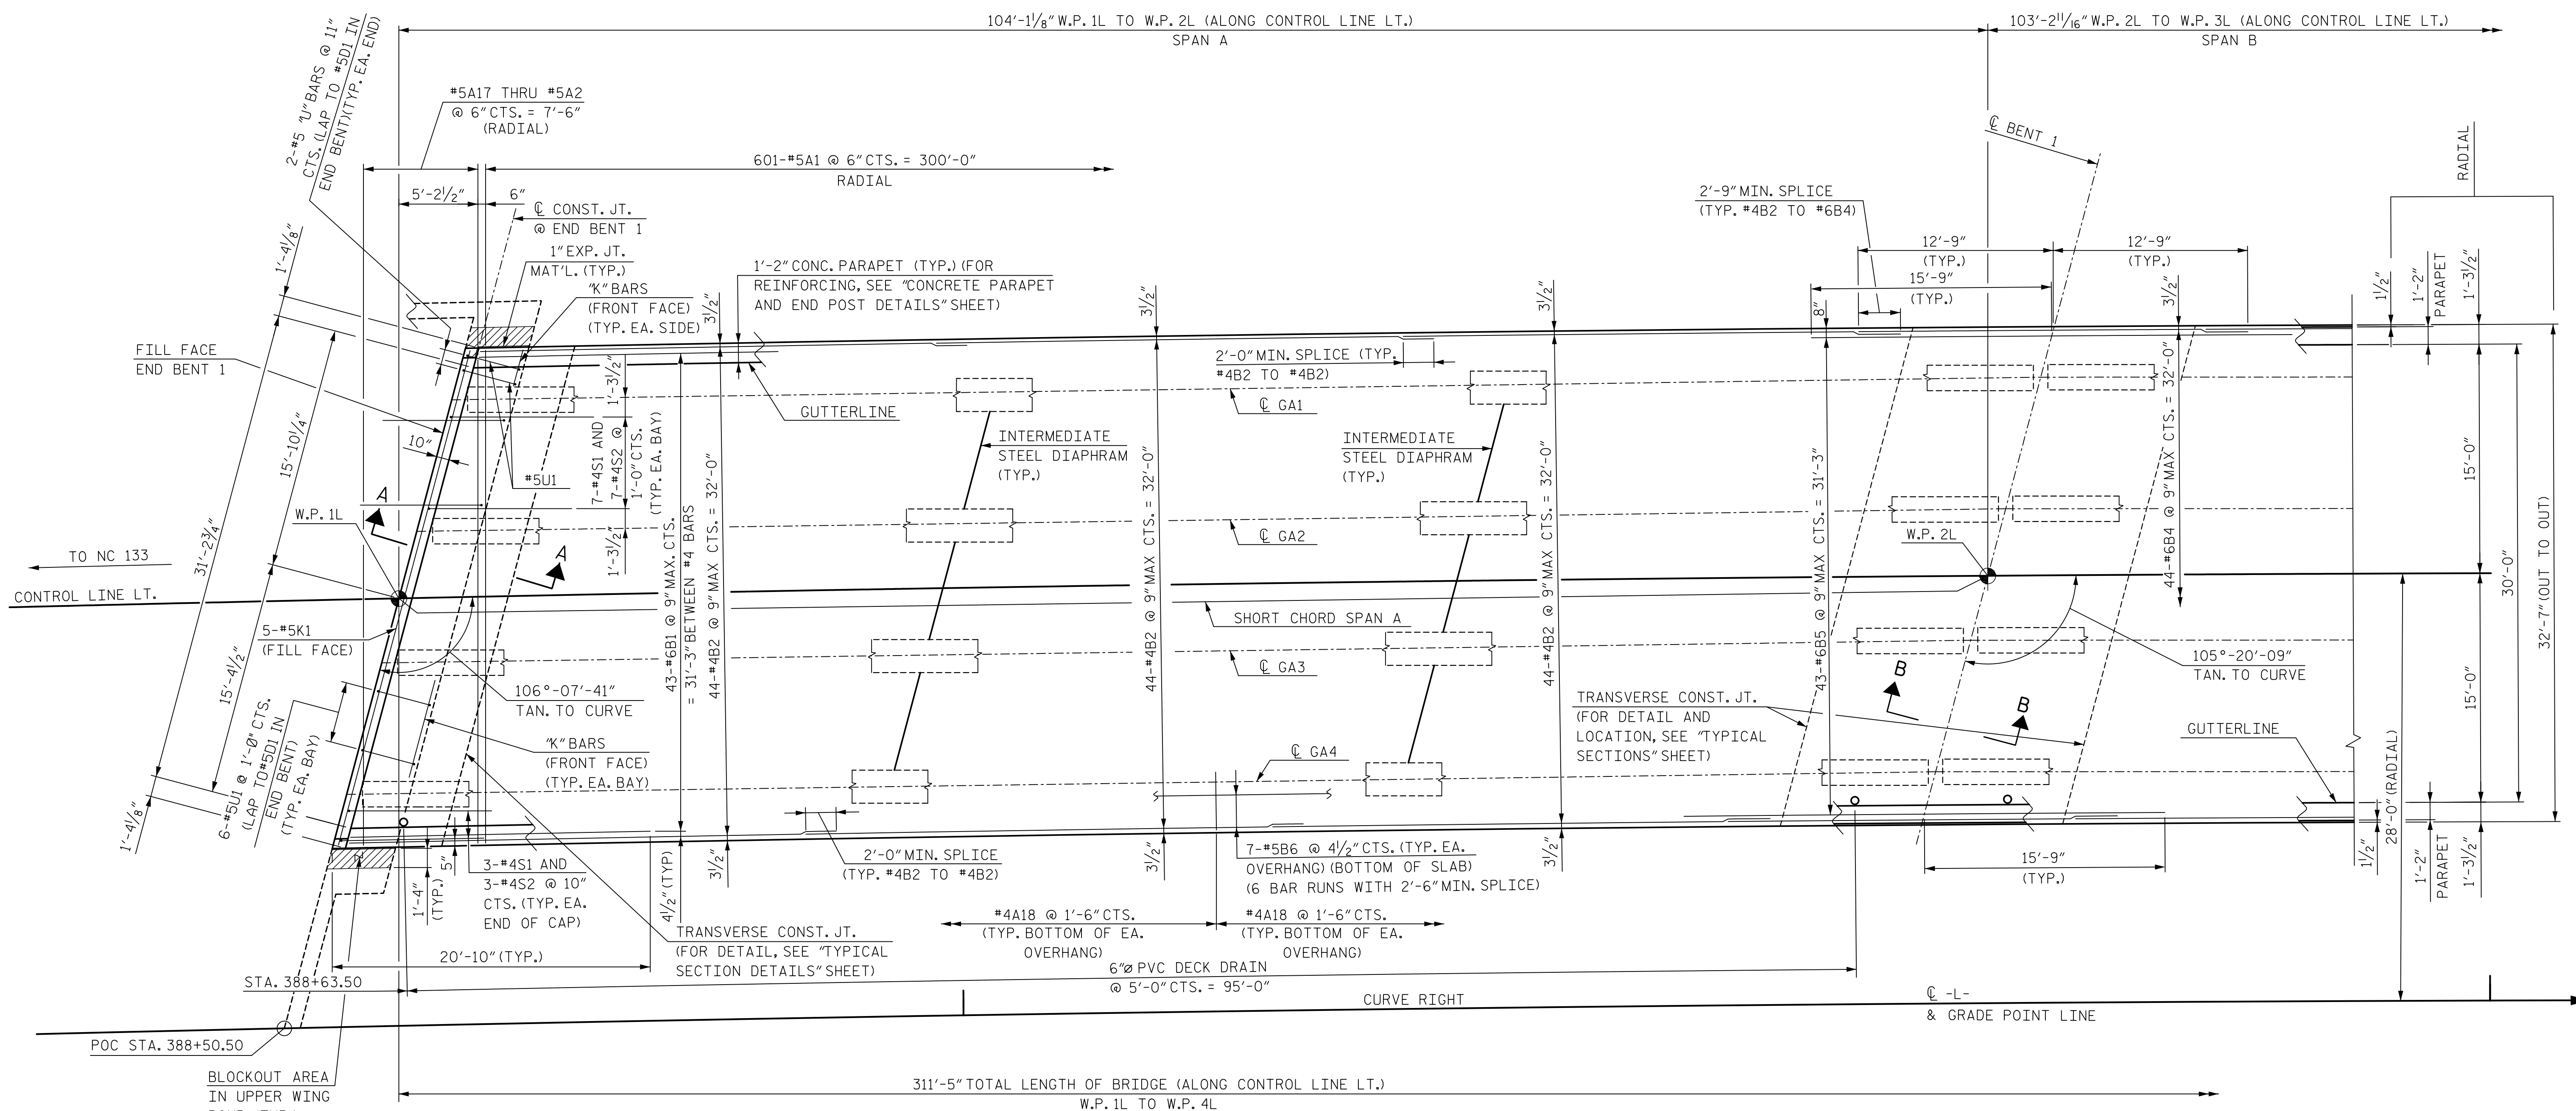 104'-1 1/8" W.P. 1L TO W.P. 2L (ALONG CONTROL LINE LT.)
SPAN A
103'-2 11/16" W.P. 2L TO W.P. 3L (ALONG CONTROL LINE LT.)
SPAN B
2-#5 "U" BARS @ 11"
CTS. (LAP TO #5D1 IN
END BENT) (TYP. EA. END)
#5A17 THRU #5A2
@ 6" CTS. = 7'-6"
(RADIAL)
601-#5A1 @ 6" CTS. = 300'-0"
RADIAL
5'-2 1/2"
6"
℄ CONST. JT.
@ END BENT 1
1" EXP. JT.
MAT'L. (TYP.)
"K" BARS
(FRONT FACE)
(TYP. EA. SIDE)
1'-2" CONC. PARAPET (TYP.) (FOR
REINFORCING, SEE "CONCRETE PARAPET
AND END POST DETAILS" SHEET)
℄ BENT 1
RADIAL
2'-9" MIN. SPLICE
(TYP. #4B2 TO #6B4)
12'-9"
(TYP.)
12'-9"
(TYP.)
15'-9"
(TYP.)
8"
3 1/2"
3 1/2"
3 1/2"
3 1/2"
1 1/2"
1'-2"
PARAPET
1'-3 1/2"
1'-4 1/8"
FILL FACE
END BENT 1
2'-0" MIN. SPLICE (TYP.
#4B2 TO #4B2)
GUTTERLINE
℄ GA1
INTERMEDIATE
STEEL DIAPHRAM
(TYP.)
INTERMEDIATE
STEEL DIAPHRAM
(TYP.)
15'-10 1/4"
10"
#5U1
1'-3 1/2"
7-#4S1 AND
7-#4S2 @
1'-0" CTS.
(TYP. EA. BAY)
1'-3 1/2"
A
A
W.P. 1L
31'-2 3/4"
TO NC 133
CONTROL LINE LT.
℄ GA2
W.P. 2L
43-#6B1 @ 9" MAX. CTS.
= 31'-3" BETWEEN #4 BARS
44-#4B2 @ 9" MAX CTS. = 32'-0"
44-#4B2 @ 9" MAX CTS. = 32'-0"
44-#4B2 @ 9" MAX CTS. = 32'-0"
43-#6B5 @ 9" MAX CTS. = 31'-3"
44-#6B4 @ 9" MAX CTS. = 32'-0"
15'-0"
30'-0"
32'-7" (OUT TO OUT)
SHORT CHORD SPAN A
5-#5K1
(FILL FACE)
15'-4 1/2"
℄ GA3
106°-07'-41"
TAN. TO CURVE
105°-20'-09"
TAN. TO CURVE
B
B
"K" BARS
(FRONT FACE)
(TYP. EA. BAY)
TRANSVERSE CONST. JT.
(FOR DETAIL AND
LOCATION, SEE "TYPICAL
SECTIONS" SHEET)
GUTTERLINE
15'-0"
28'-0" (RADIAL)
℄ GA4
6-#5U1 @ 1'-0" CTS.
(LAP TO #5D1 IN
END BENT)
(TYP. EA. BAY)
1'-4 1/8"
1'-4"
(TYP.)
5"
3-#4S1 AND
3-#4S2 @ 10"
CTS. (TYP. EA.
END OF CAP)
4 1/2" (TYP)
3 1/2"
2'-0" MIN. SPLICE
(TYP. #4B2 TO #4B2)
3 1/2"
7-#5B6 @ 4 1/2" CTS. (TYP. EA.
OVERHANG) (BOTTOM OF SLAB)
(6 BAR RUNS WITH 2'-6" MIN. SPLICE)
3 1/2"
15'-9"
(TYP.)
1 1/2"
1'-2"
PARAPET
1'-3 1/2"
#4A18 @ 1'-6" CTS.
(TYP. BOTTOM OF EA.
OVERHANG)
#4A18 @ 1'-6" CTS.
(TYP. BOTTOM OF EA.
OVERHANG)
TRANSVERSE CONST. JT.
(FOR DETAIL, SEE "TYPICAL
SECTION DETAILS" SHEET)
20'-10" (TYP.)
6"Ø PVC DECK DRAIN
@ 5'-0" CTS. = 95'-0"
STA. 388+63.50
CURVE RIGHT
℄ -L-
& GRADE POINT LINE
POC STA. 388+50.50
BLOCKOUT AREA
IN UPPER WING
311'-5" TOTAL LENGTH OF BRIDGE (ALONG CONTROL LINE LT.)
W.P. 1L TO W.P. 4L